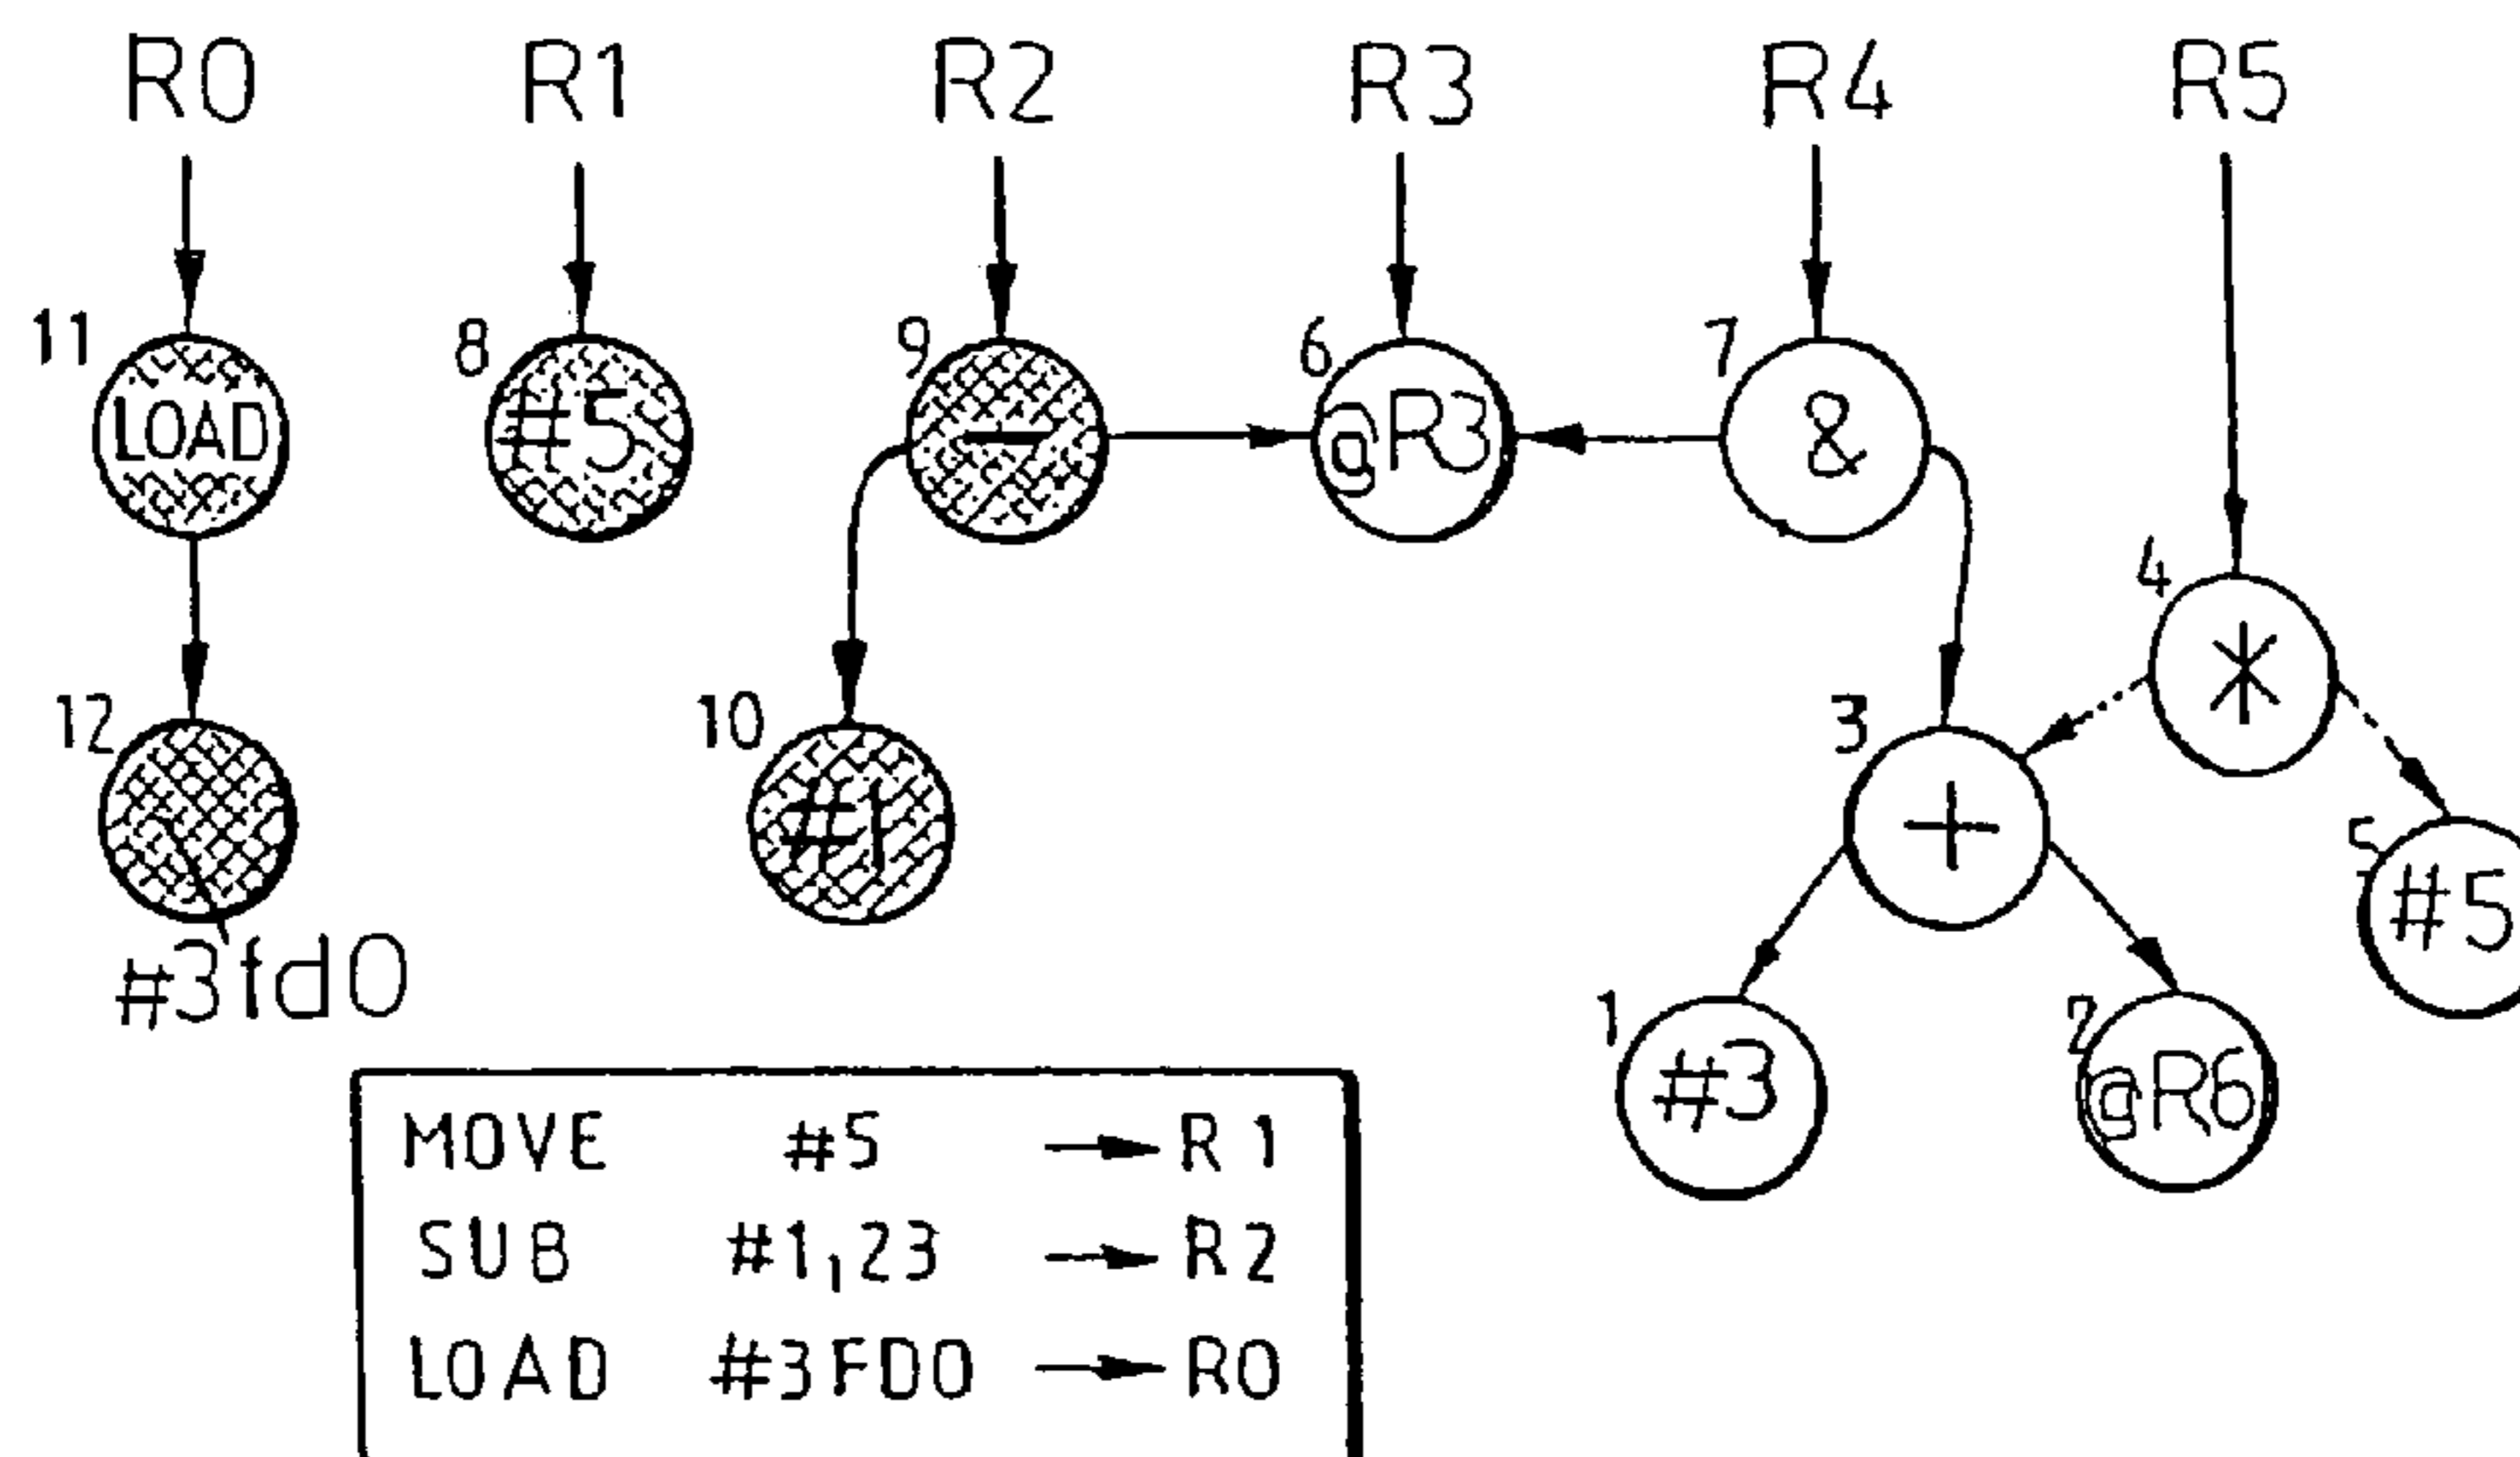 R0 R1 R2 R3 R4 R5
11 8 9 6 7
LOAD #5 − @R3 &
4
*
12 10 3
#1 +
5
#5
#3fd0
1 2
#3 @R6
MOVE #5 → R1
SUB #1,23 → R2
LOAD #3FD0 → R0